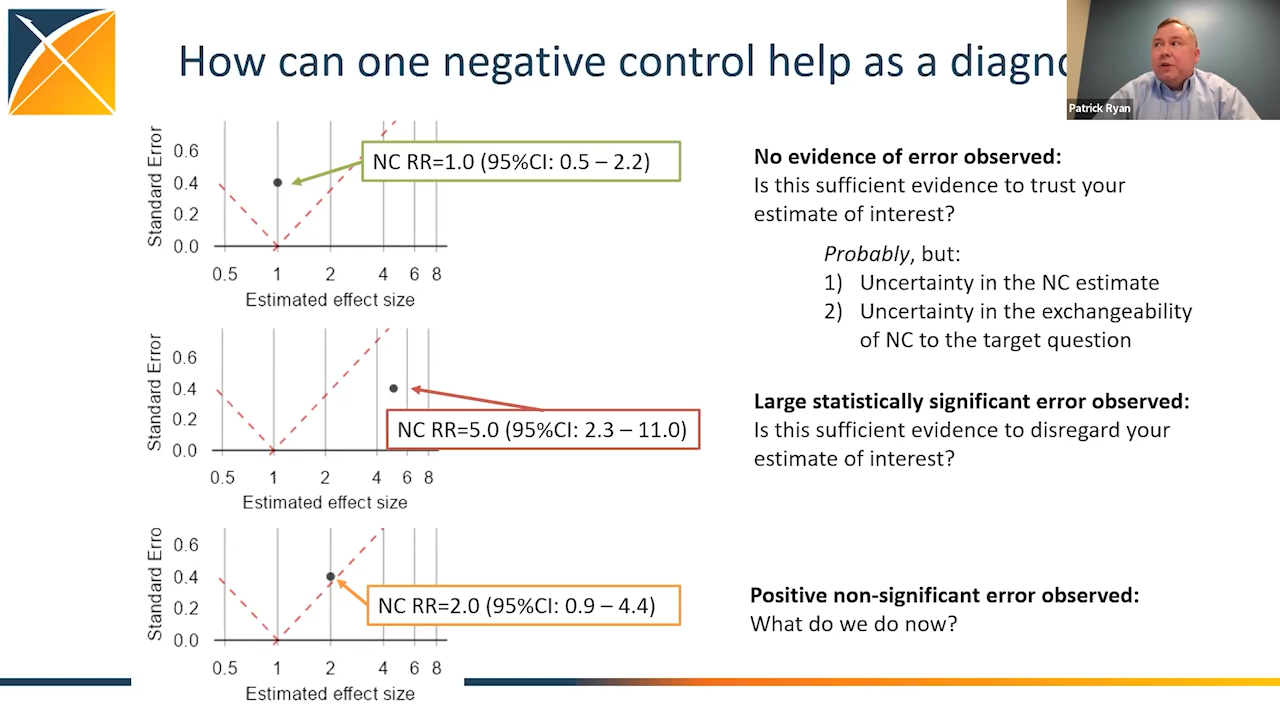 How can one negative control help as a diagno
Patrick Ryan
Standard Error
0.6
0.4
0.2
0.0
NC RR=1.0 (95%CI: 0.5 – 2.2)
0.5 1 2 4 6 8
Estimated effect size
No evidence of error observed:
Is this sufficient evidence to trust your
estimate of interest?
Probably, but:
1) Uncertainty in the NC estimate
2) Uncertainty in the exchangeability
of NC to the target question
Standard Error
0.6
0.4
0.2
0.0
NC RR=5.0 (95%CI: 2.3 – 11.0)
0.5 1 2 4 6 8
Estimated effect size
Large statistically significant error observed:
Is this sufficient evidence to disregard your
estimate of interest?
Standard Erro
0.6
0.4
0.2
0.0
NC RR=2.0 (95%CI: 0.9 – 4.4)
0.5 1 2 4 6 8
Estimated effect size
Positive non-significant error observed:
What do we do now?